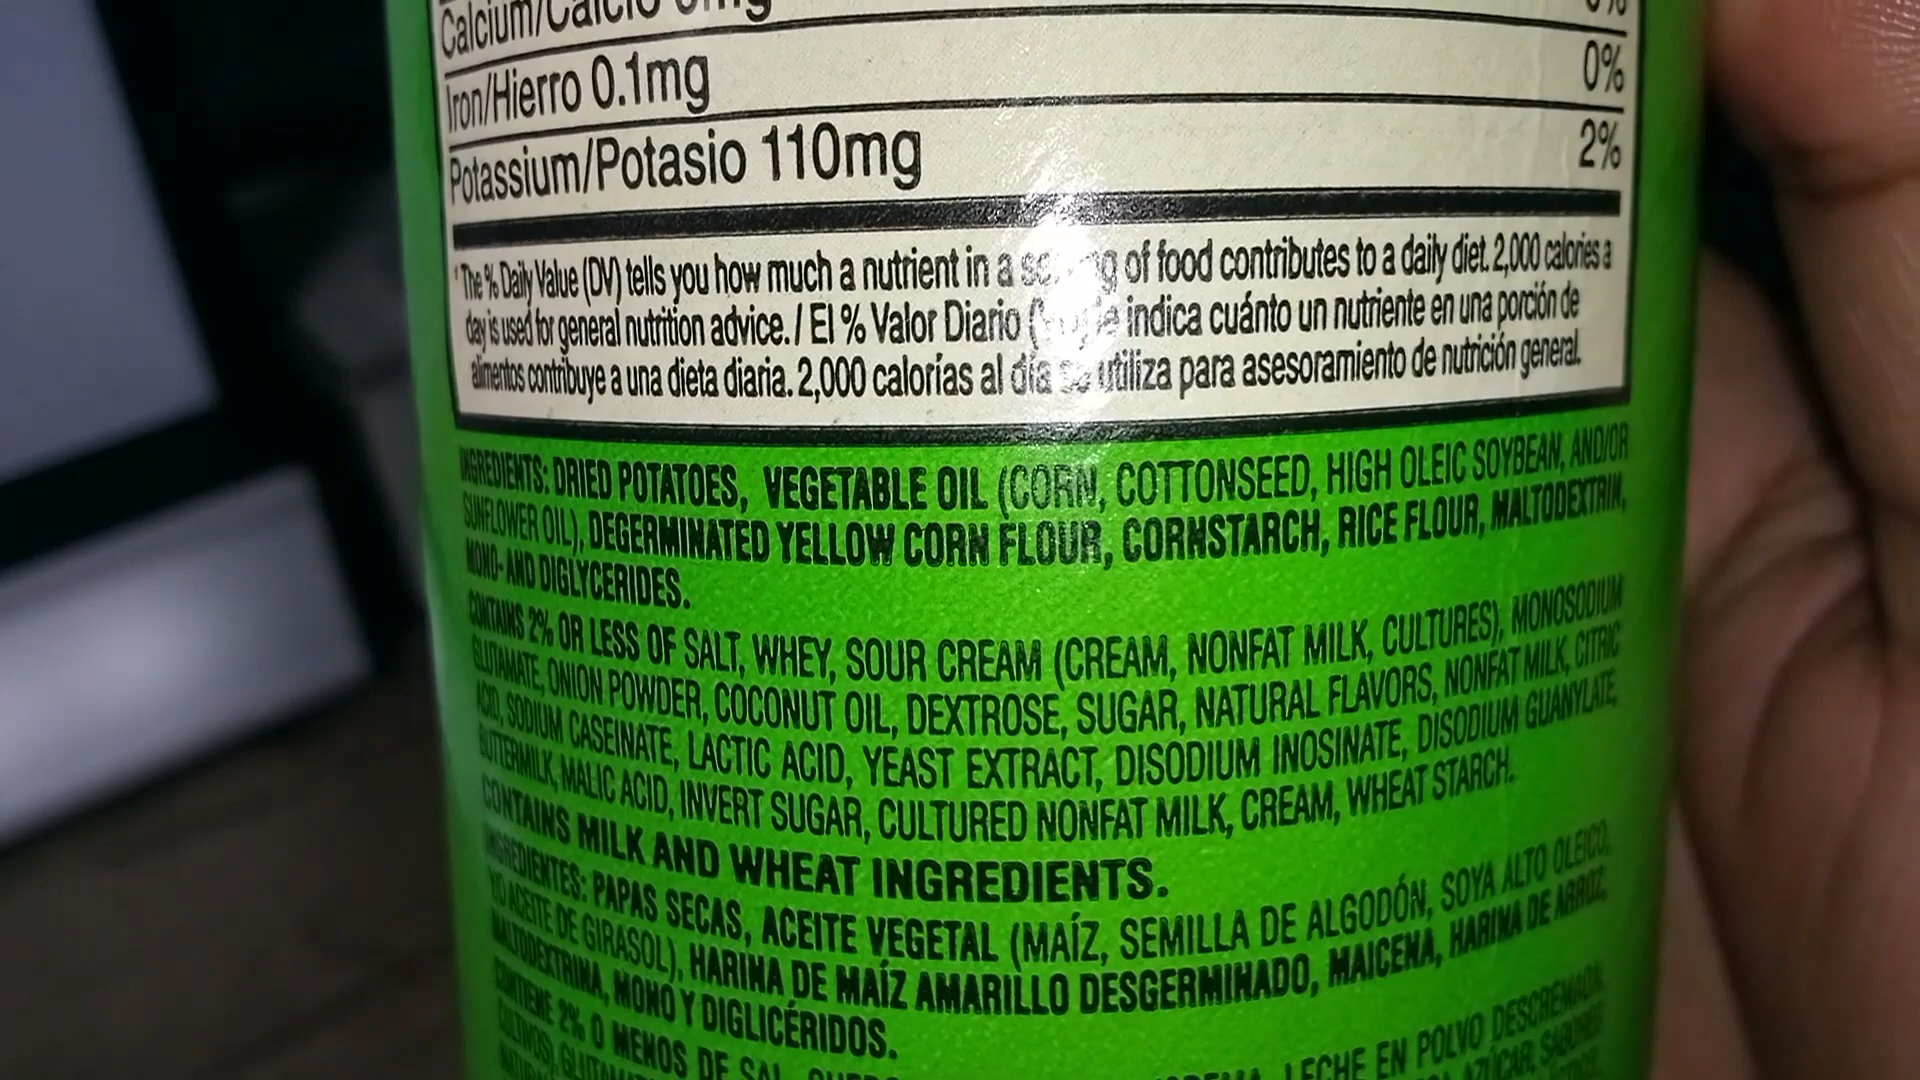 Calcium/Calcio 0mg 0%
Iron/Hierro 0.1mg 0%
Potassium/Potasio 110mg 2%
*The % Daily Value (DV) tells you how much a nutrient in a of food contributes to a daily diet. 2,000 calories a
day is used for general nutrition advice. / El % Valor Diario indica cuánto un nutriente en una porción de
alimentos contribuye a una dieta diaria. 2,000 calorías al día se utiliza para asesoramiento de nutrición general.
INGREDIENTS: DRIED POTATOES, VEGETABLE OIL (CORN, COTTONSEED, HIGH OLEIC SOYBEAN, AND/OR
SUNFLOWER OIL), DEGERMINATED YELLOW CORN FLOUR, CORNSTARCH, RICE FLOUR, MALTODEXTRIN,
MONO- AND DIGLYCERIDES.
CONTAINS 2% OR LESS OF SALT, WHEY, SOUR CREAM (CREAM, NONFAT MILK, CULTURES), MONOSODIUM
GLUTAMATE, ONION POWDER, COCONUT OIL, DEXTROSE, SUGAR, NATURAL FLAVORS, NONFAT MILK, CITRIC
ACID, SODIUM CASEINATE, LACTIC ACID, YEAST EXTRACT, DISODIUM INOSINATE, DISODIUM GUANYLATE,
BUTTERMILK, MALIC ACID, INVERT SUGAR, CULTURED NONFAT MILK, CREAM, WHEAT STARCH.
CONTAINS MILK AND WHEAT INGREDIENTS.
INGREDIENTES: PAPAS SECAS, ACEITE VEGETAL (MAÍZ, SEMILLA DE ALGODÓN, SOYA ALTO OLEICO,
Y/O ACEITE DE GIRASOL), HARINA DE MAÍZ AMARILLO DESGERMINADO, MAICENA, HARINA DE ARROZ,
MALTODEXTRINA, MONO Y DIGLICÉRIDOS.
CONTIENE 2% O MENOS DE SAL, LECHE EN POLVO DESCREMADA,
AZÚCAR, SABORES